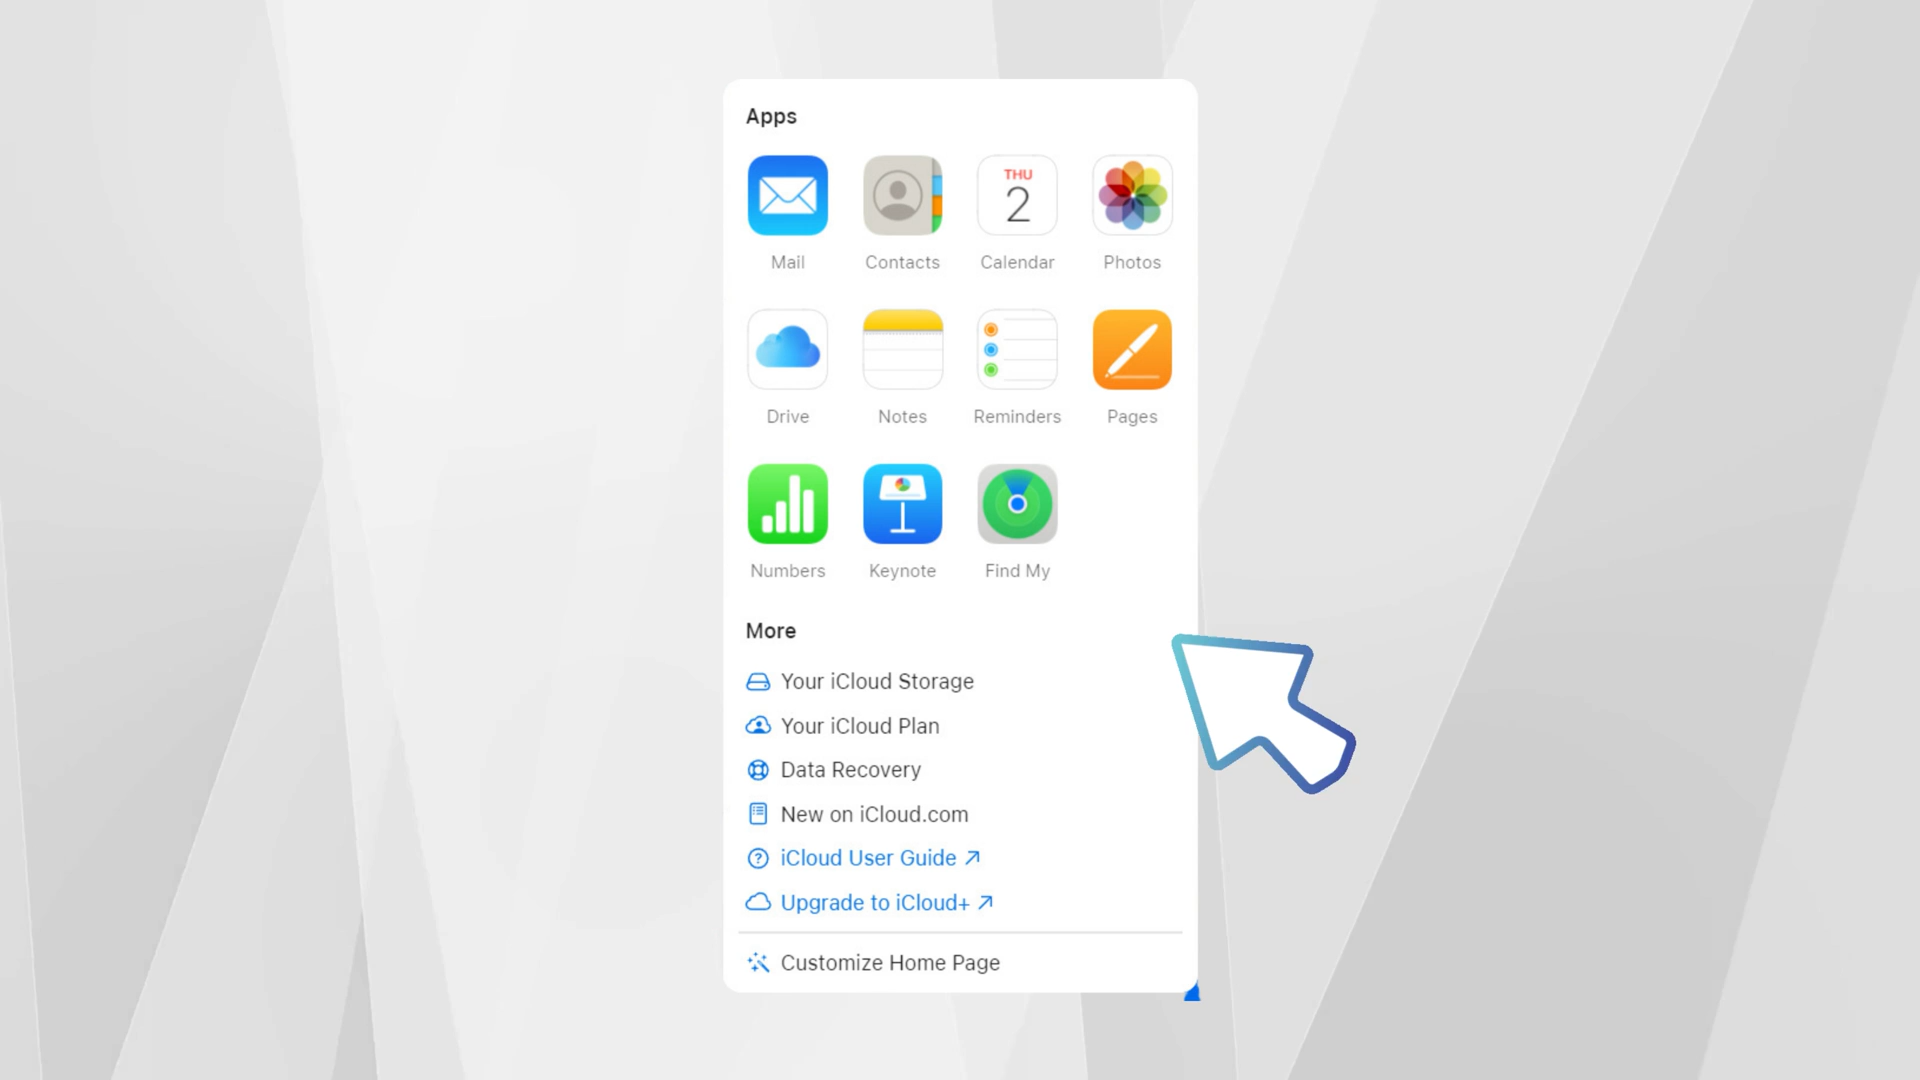 Apps
THU
2
Mail Contacts Calendar Photos
Drive Notes Reminders Pages
Numbers Keynote Find My
More
Your iCloud Storage
Your iCloud Plan
Data Recovery
New on iCloud.com
iCloud User Guide
Upgrade to iCloud+
Customize Home Page